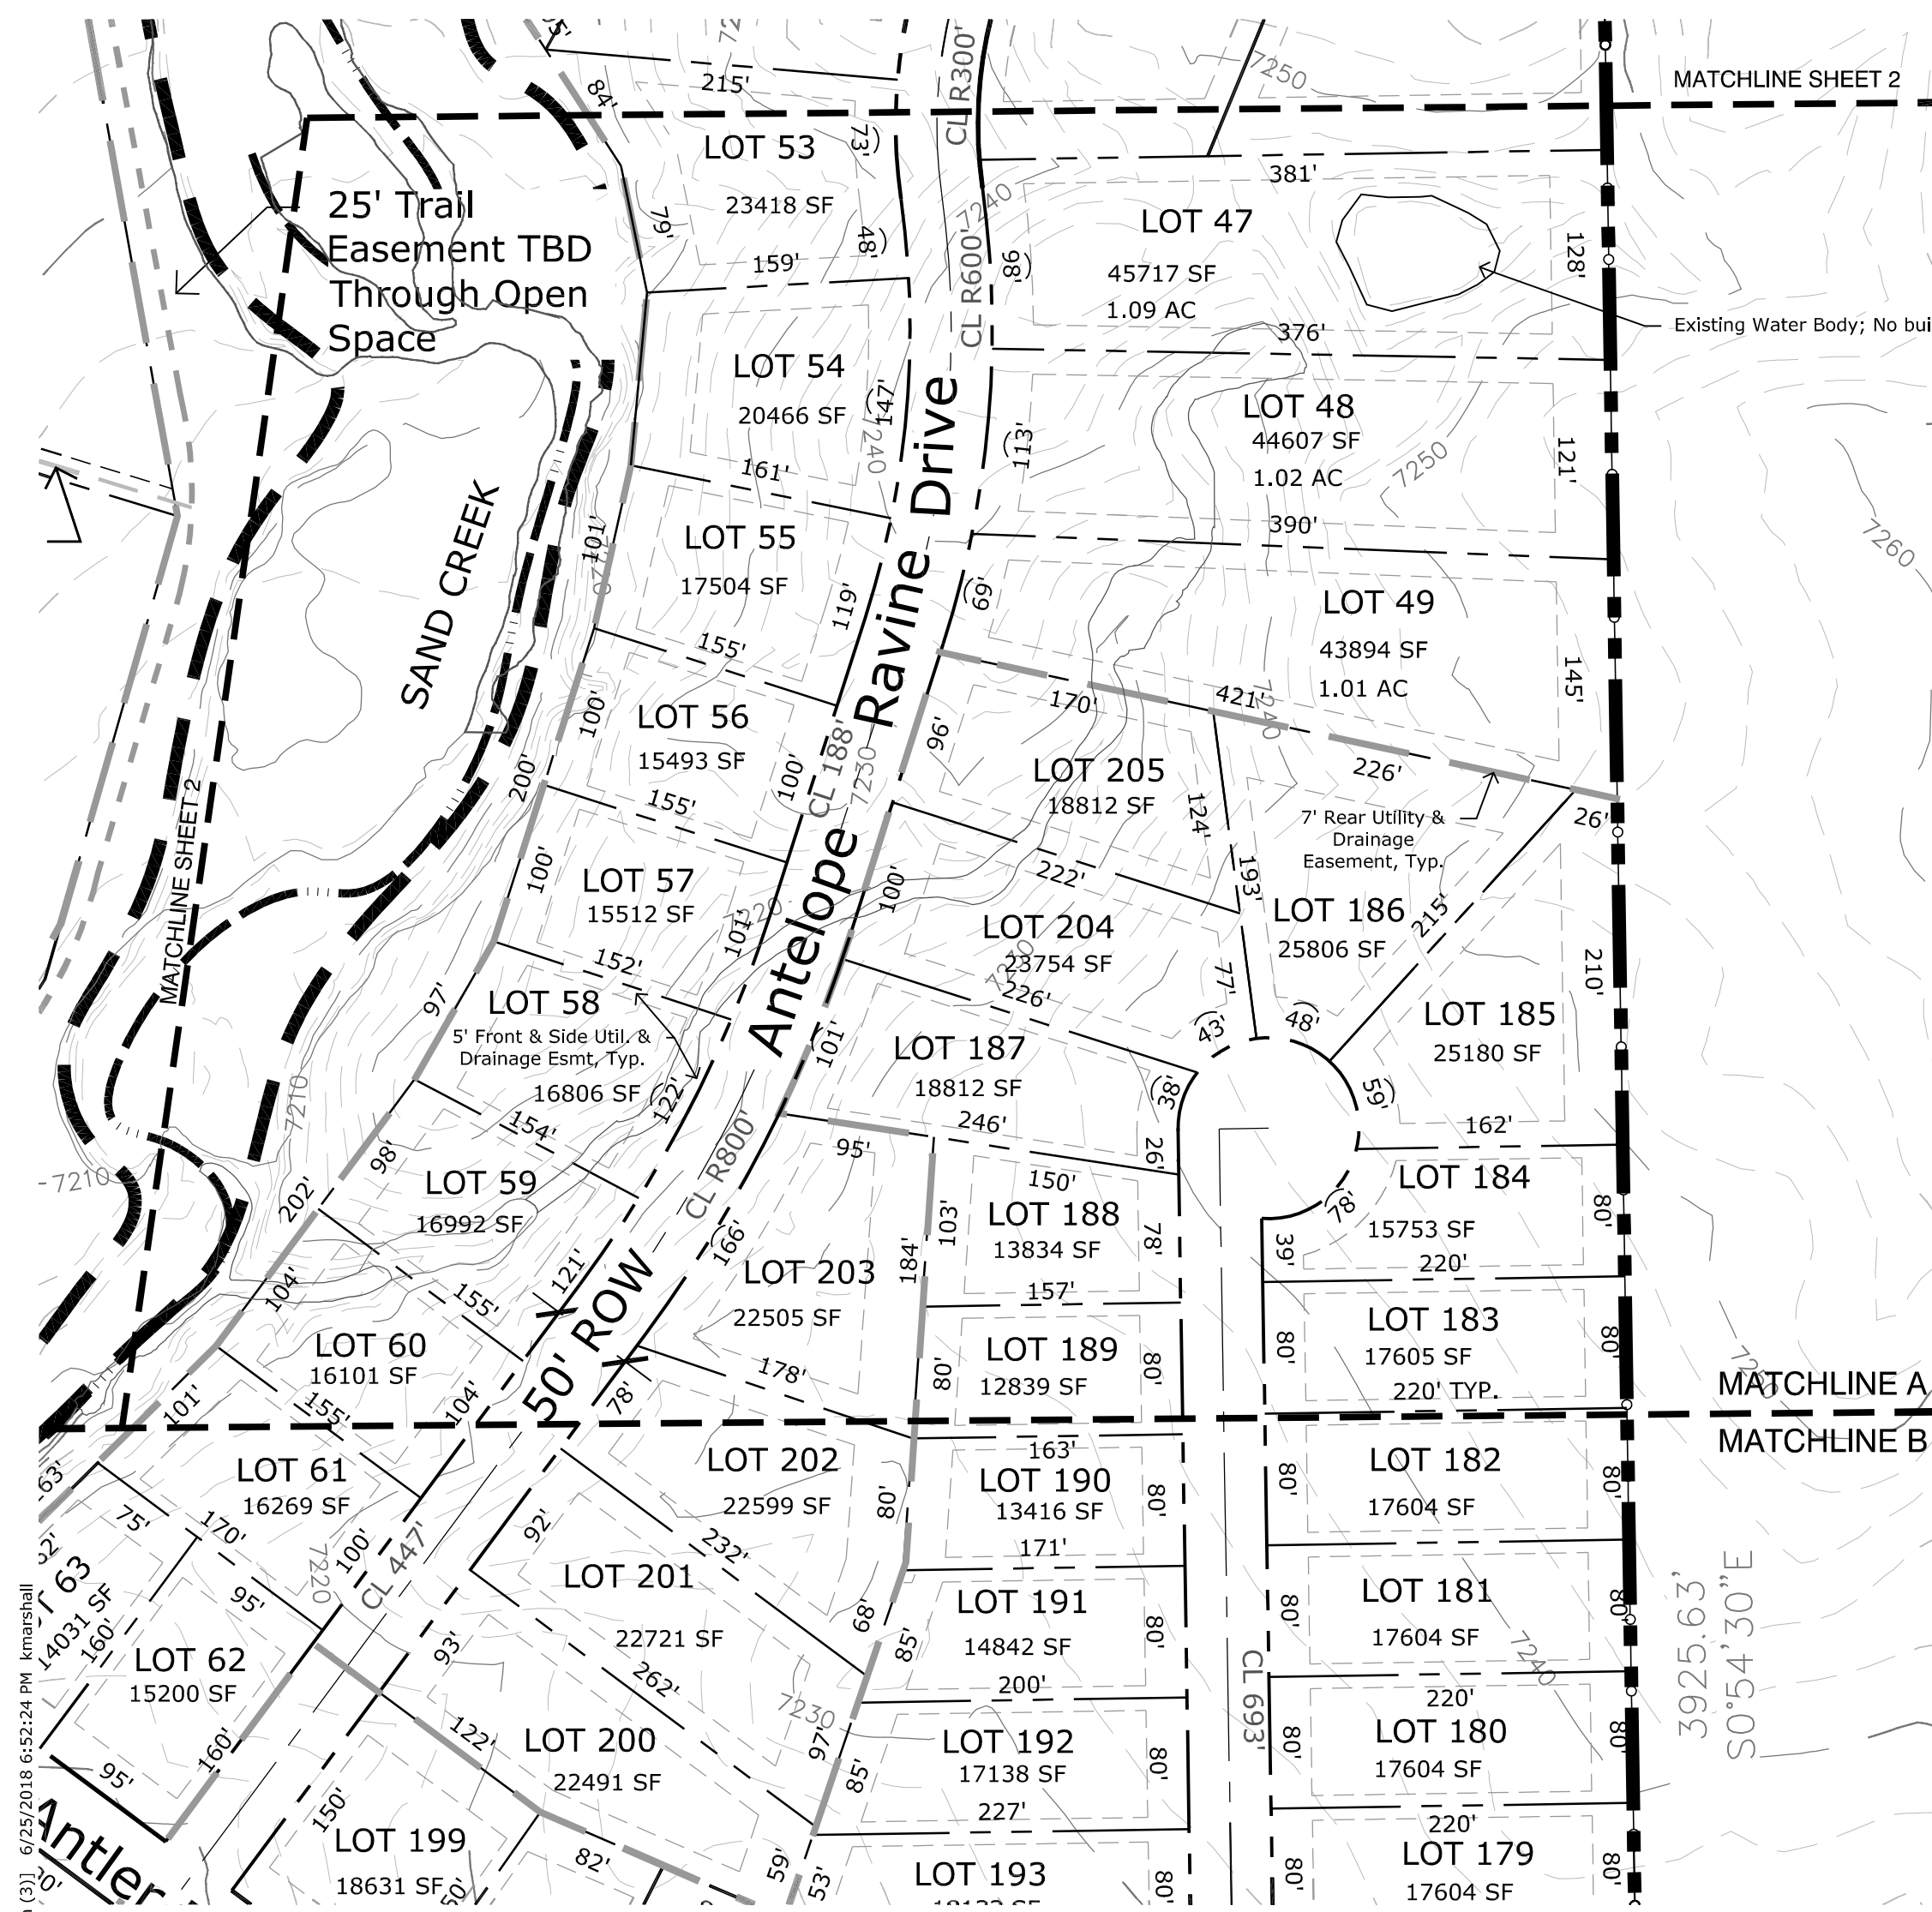 MATCHLINE SHEET 2
7250
215'
84'
CL R300'
LOT 53
23418 SF
73'
48'
79'
159'
25' Trail
Easement TBD
Through Open
Space
381'
LOT 47
45717 SF
1.09 AC
7240
CL R600'
98'
128'
376'
Existing Water Body; No bui
LOT 54
20466 SF
147'
7240
161'
LOT 48
44607 SF
1.02 AC
113'
7250
121'
390'
7260
SAND CREEK
LOT 55
17504 SF
101'
7220
119'
155'
Antelope Ravine Drive
69'
LOT 49
43894 SF
1.01 AC
145'
421'
7240
170'
226'
26'
LOT 56
15493 SF
100'
200'
100'
155'
CL 188'
7230
96'
LOT 205
18812 SF
124'
193'
222'
7' Rear Utility &
Drainage
Easement, Typ.
MATCHLINE SHEET 2
LOT 57
15512 SF
100'
101'
7220
152'
100'
LOT 204
23754 SF
7230
226'
77'
LOT 186
25806 SF
215'
210'
43'
48'
LOT 58
5' Front & Side Util. &
Drainage Esmt, Typ.
16806 SF
97'
122'
154'
101'
LOT 187
18812 SF
38'
26'
246'
LOT 185
25180 SF
59'
162'
7210
7210
LOT 59
16992 SF
98'
202'
121'
155'
CL R800'
95'
150'
166'
LOT 203
22505 SF
103'
184'
178'
78'
LOT 188
13834 SF
78'
157'
LOT 184
15753 SF
78'
39'
80'
220'
50' ROW
LOT 60
16101 SF
104'
104'
155'
101'
LOT 189
12839 SF
80'
80'
163'
LOT 183
17605 SF
80'
80'
220' TYP.
MATCHLINE A
MATCHLINE B
LOT 61
16269 SF
75'
170'
100'
7220
CL 447'
LOT 202
22599 SF
92'
232'
80'
LOT 190
13416 SF
80'
171'
LOT 182
17604 SF
80'
80'
63
14031 SF
160'
95'
LOT 62
15200 SF
160'
95'
LOT 201
22721 SF
93'
262'
68'
85'
LOT 191
14842 SF
80'
200'
LOT 181
17604 SF
80'
80'
7240
220'
3925.63'
S0°54'30"E
LOT 200
22491 SF
122'
7230
97'
85'
LOT 192
17138 SF
80'
227'
CL 693'
LOT 180
17604 SF
80'
80'
220'
Antler
150'
LOT 199
18631 SF
82'
59'
53'
LOT 193
80'
LOT 179
17604 SF
80'
80'
6/25/2018 6:52:24 PM kmarshall